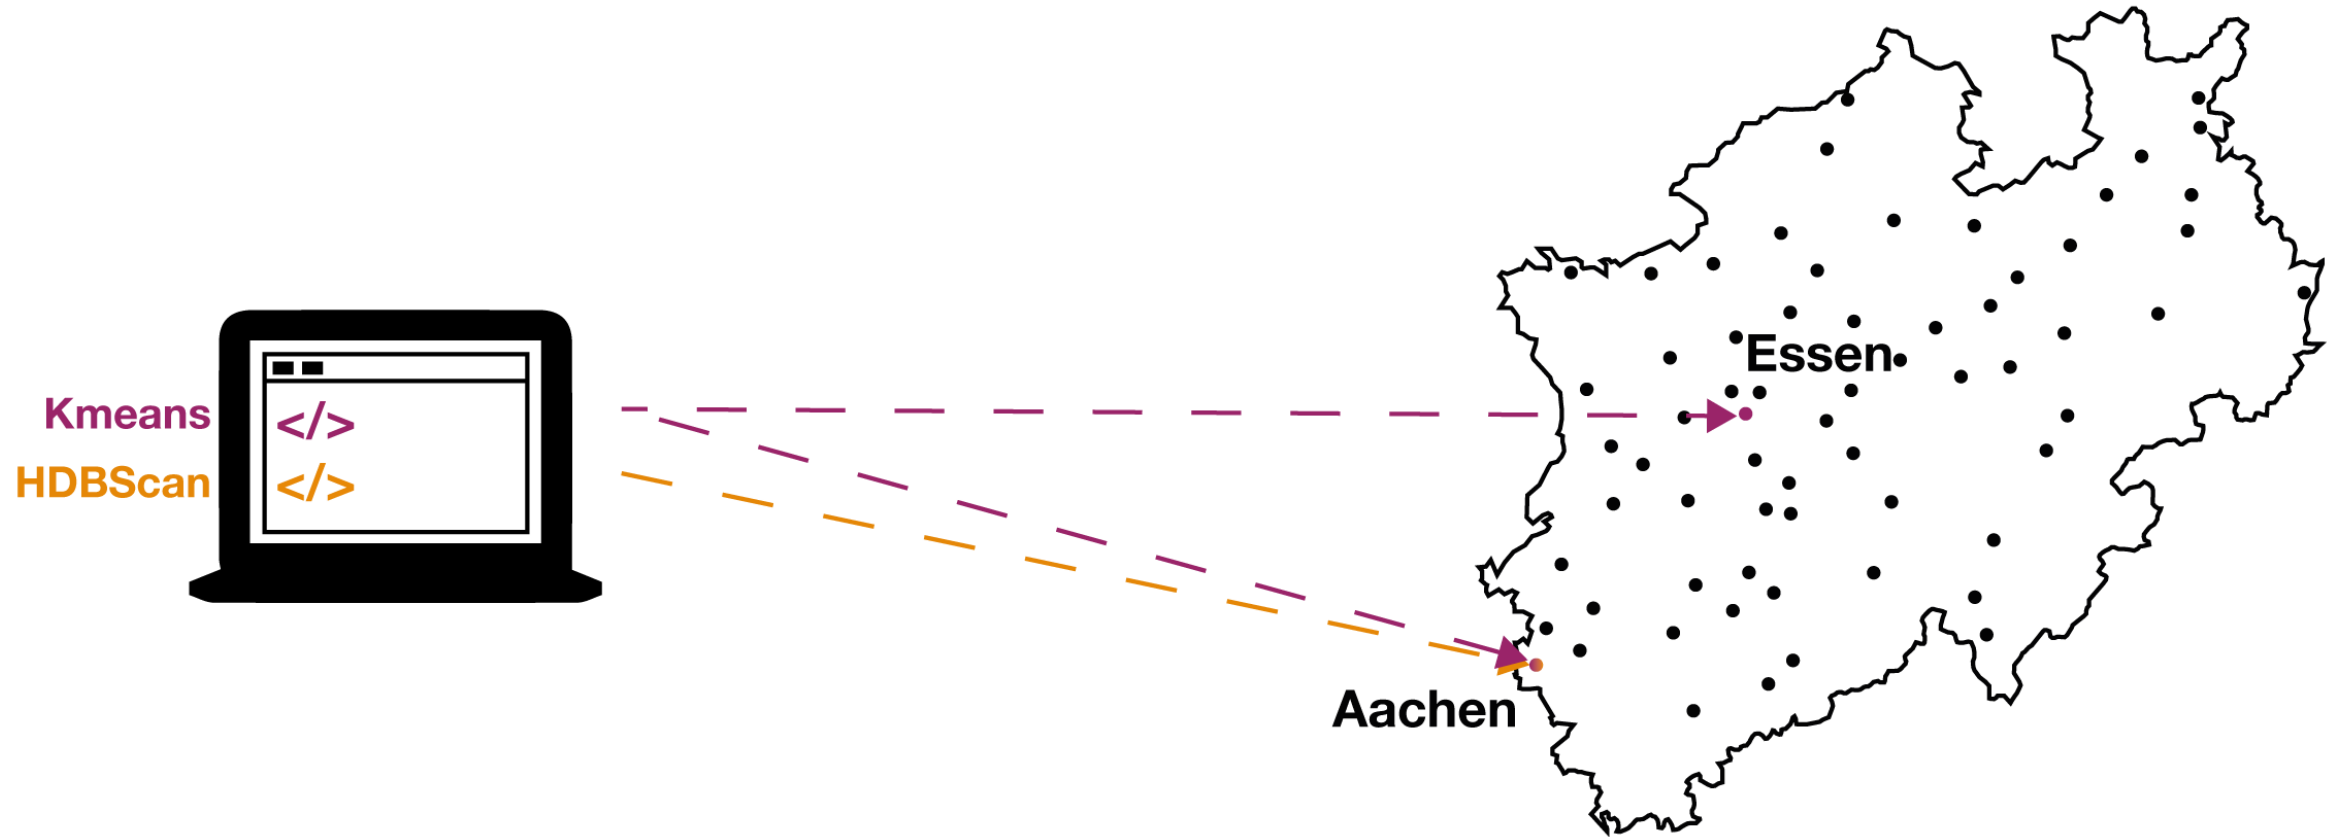 Kmeans
</>
HDBScan
</>
Essen
Aachen